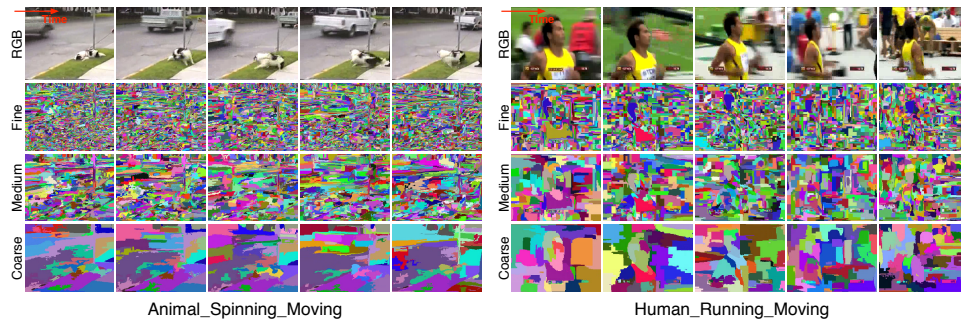 Time
Time
RGB
RGB
Fine
Fine
Medium
Medium
Coarse
Coarse
Animal_Spinning_Moving
Human_Running_Moving